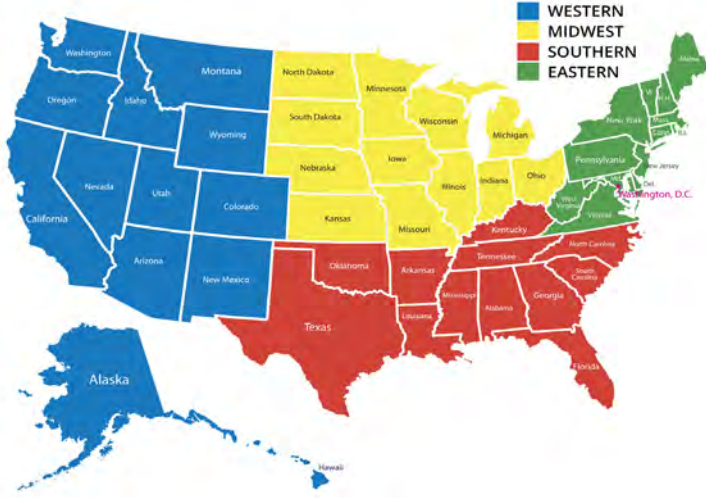 WESTERN
MIDWEST
SOUTHERN
EASTERN
Washington
Montana
North Dakota
Minnesota
Maine
Oregon
Idaho
South Dakota
Wisconsin
Michigan
V.
N.H.
New York
Mass.
Conn.
R.I.
Wyoming
Nebraska
Iowa
Pennsylvania
New Jersey
Nevada
Utah
Colorado
Illinois
Indiana
Ohio
Md.
Del.
Washington, D.C.
West
Virginia
Virginia
California
Kansas
Missouri
Kentucky
Arizona
New Mexico
Oklahoma
Arkansas
Tennessee
North Carolina
South
Carolina
Texas
Louisiana
Mississippi
Alabama
Georgia
Florida
Alaska
Hawaii